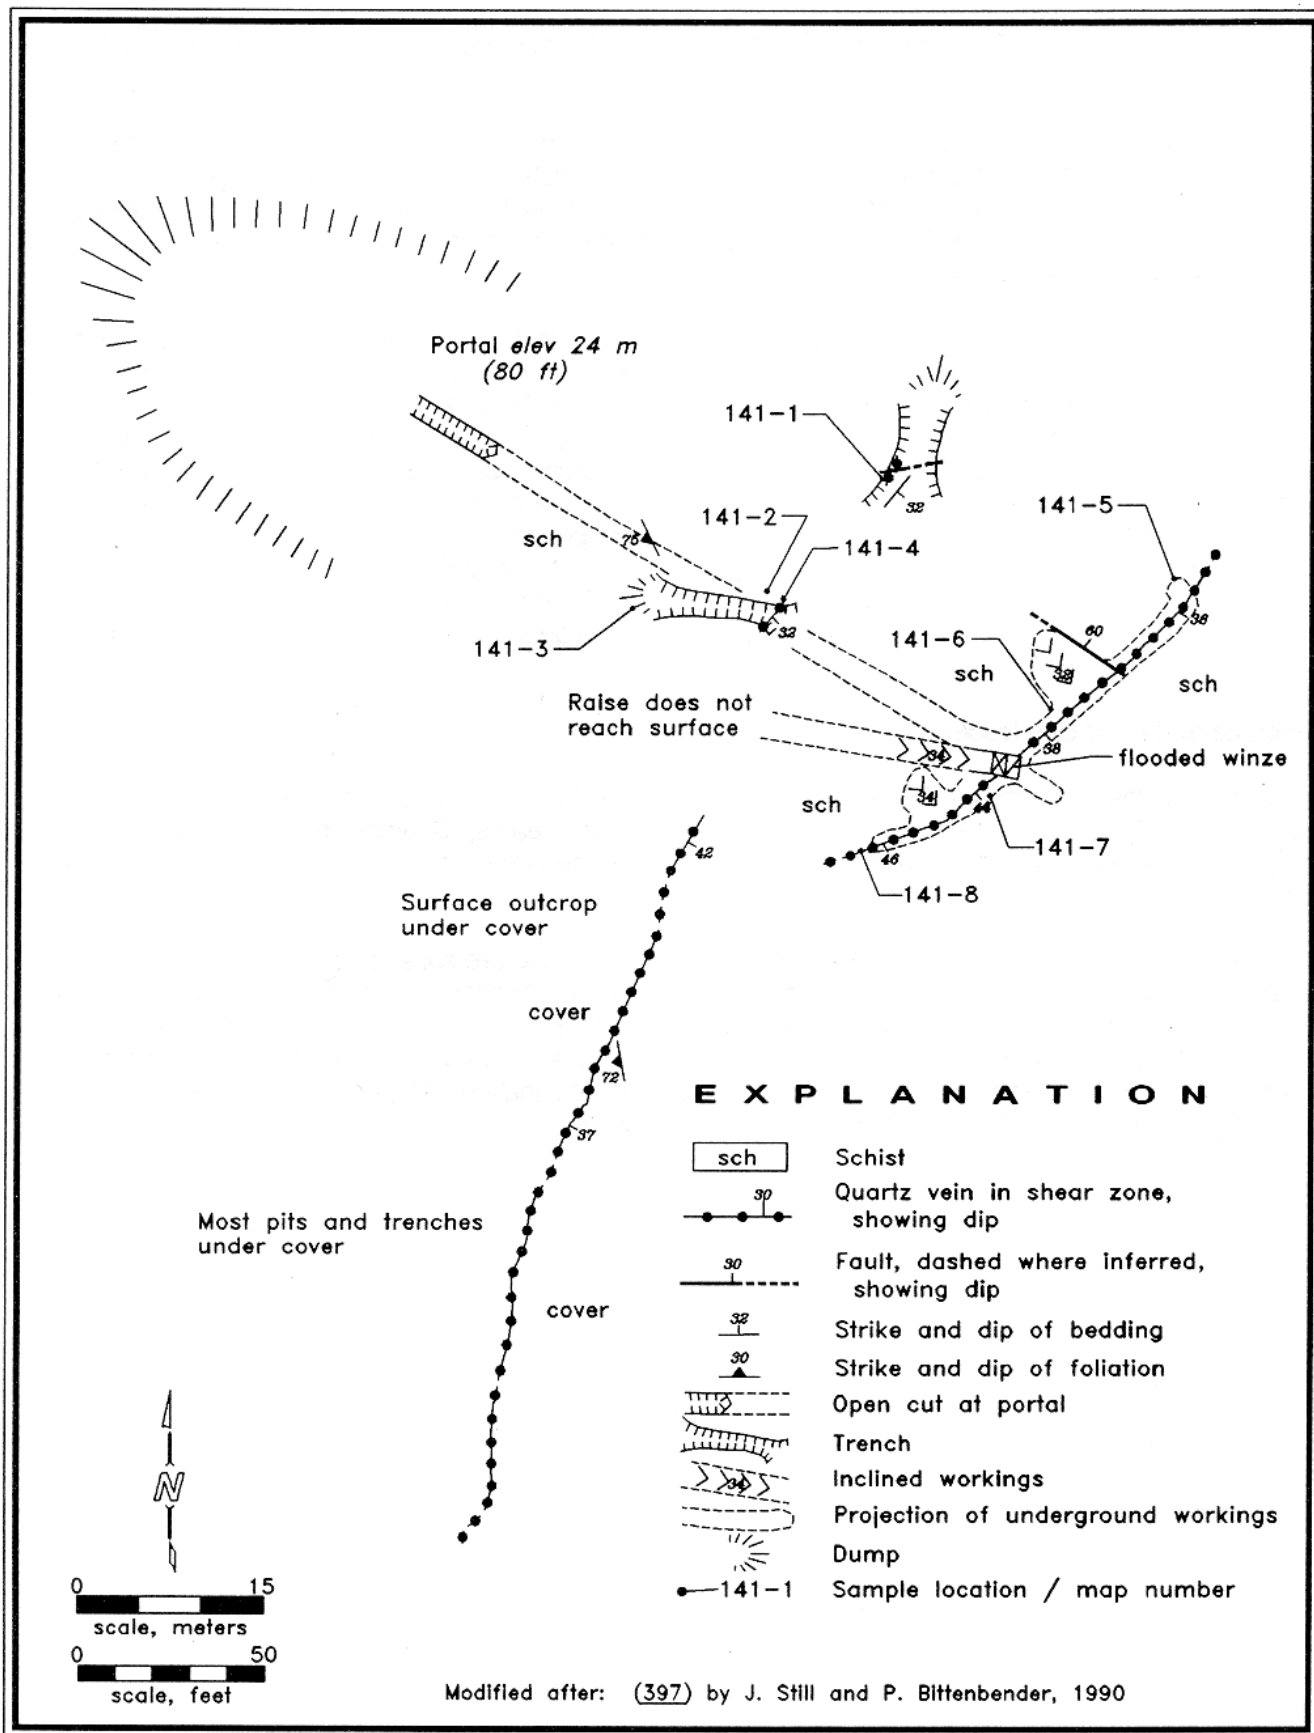 Portal elev 24 m
(80 ft)
141-1
32
141-2
141-5
sch
75
141-4
32
141-3
141-6
60
36
sch
32
sch
Raise does not
reach surface
38
34
flooded winze
34
sch
44
141-7
42
46
141-8
Surface outcrop
under cover
cover
72
37
Most pits and trenches
under cover
cover
EXPLANATION
sch Schist
30 Quartz vein in shear zone,
showing dip
30 Fault, dashed where inferred,
showing dip
32 Strike and dip of bedding
30 Strike and dip of foliation
Open cut at portal
Trench
34 Inclined workings
Projection of underground workings
Dump
141-1 Sample location / map number
N
0 15
scale, meters
0 50
scale, feet
Modified after: (397) by J. Still and P. Bittenbender, 1990